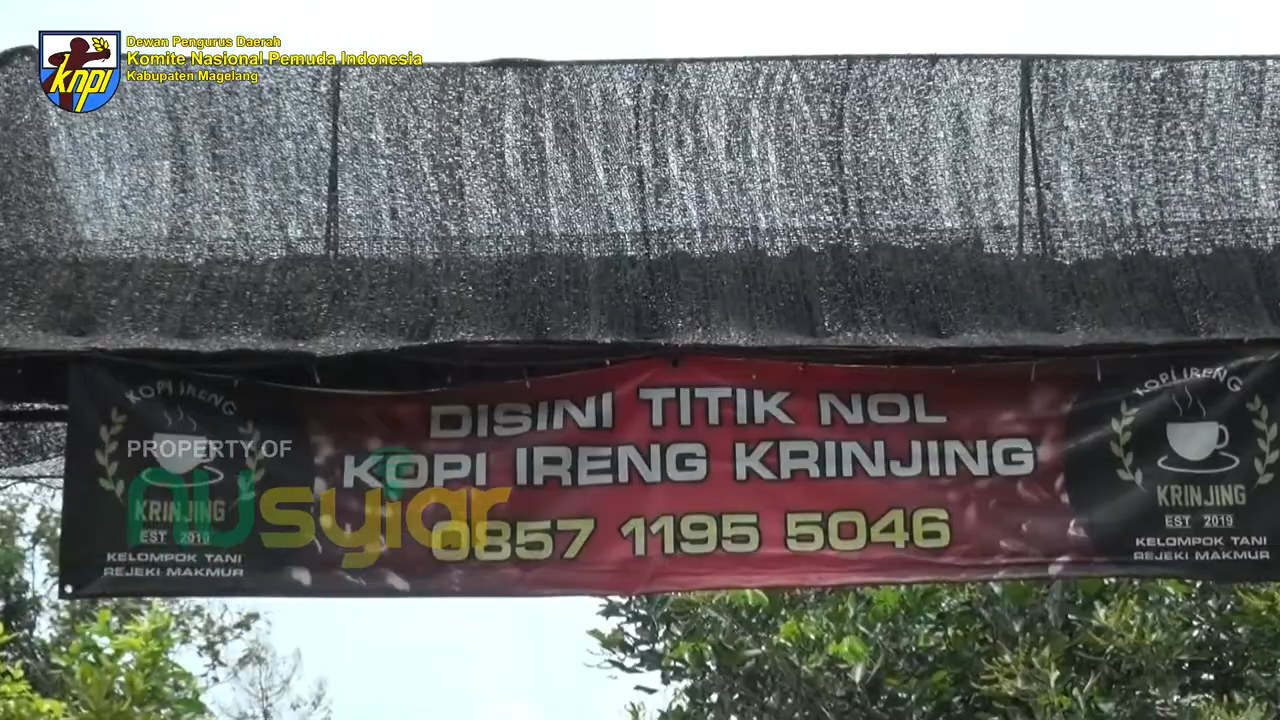 Dewan Pengurus Daerah
Komite Nasional Pemuda Indonesia
Kabupaten Magelang
knpi
DISINI TITIK NOL
KOPI IRENG KRINJING
0857 1195 5046
KOPI IRENG
KRINJING
EST 2019
KELOMPOK TANI
REJEKI MAKMUR
KOPI IRENG
KRINJING
EST 2019
KELOMPOK TANI
REJEKI MAKMUR
PROPERTY OF
NUsyiar